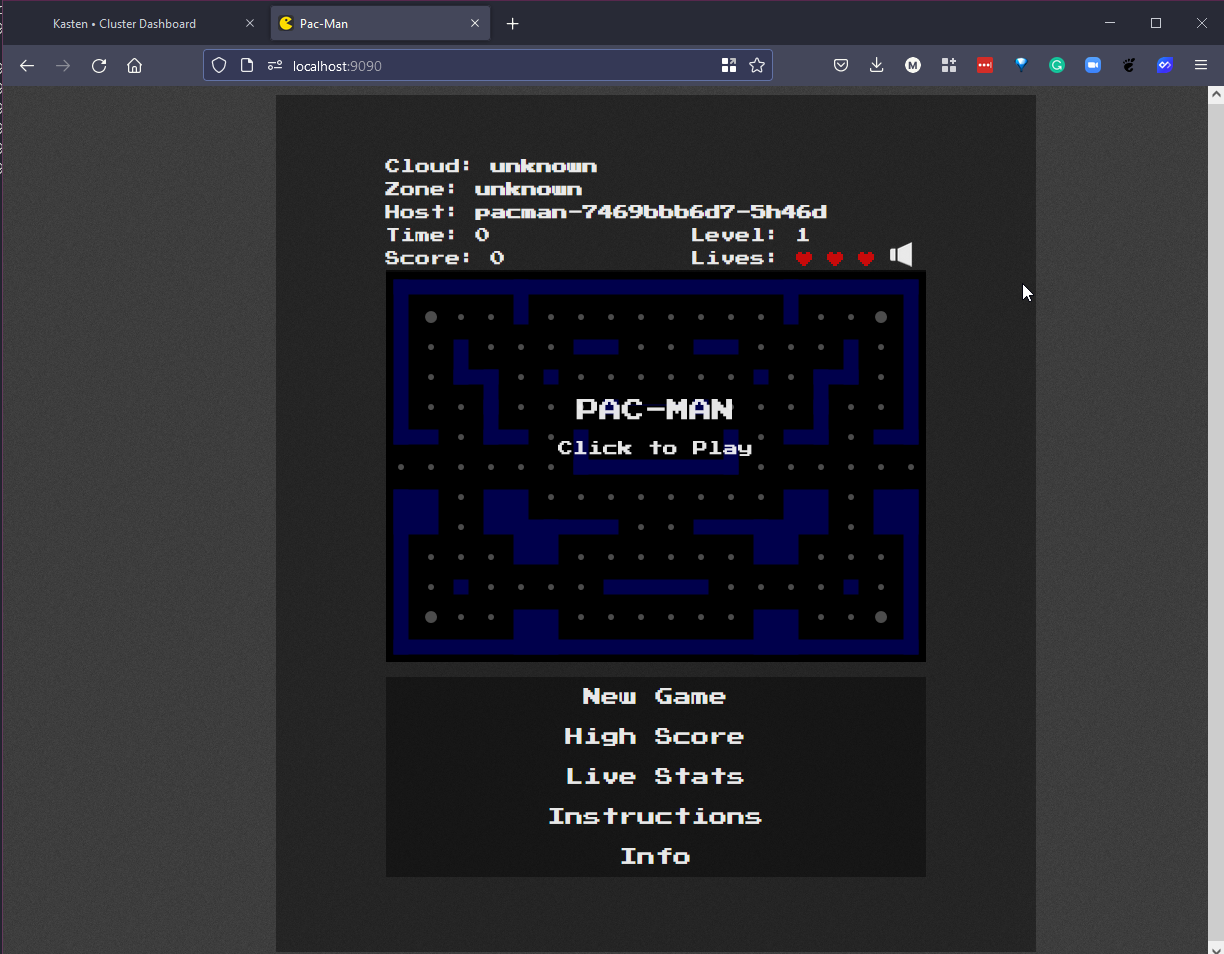 Kasten • Cluster Dashboard
Pac-Man
localhost:9090
Cloud: unknown
Zone: unknown
Host: pacman-7469bbb6d7-5h46d
Time: 0 Level: 1
Score: 0 Lives:
PAC-MAN
Click to Play
New Game
High Score
Live Stats
Instructions
Info